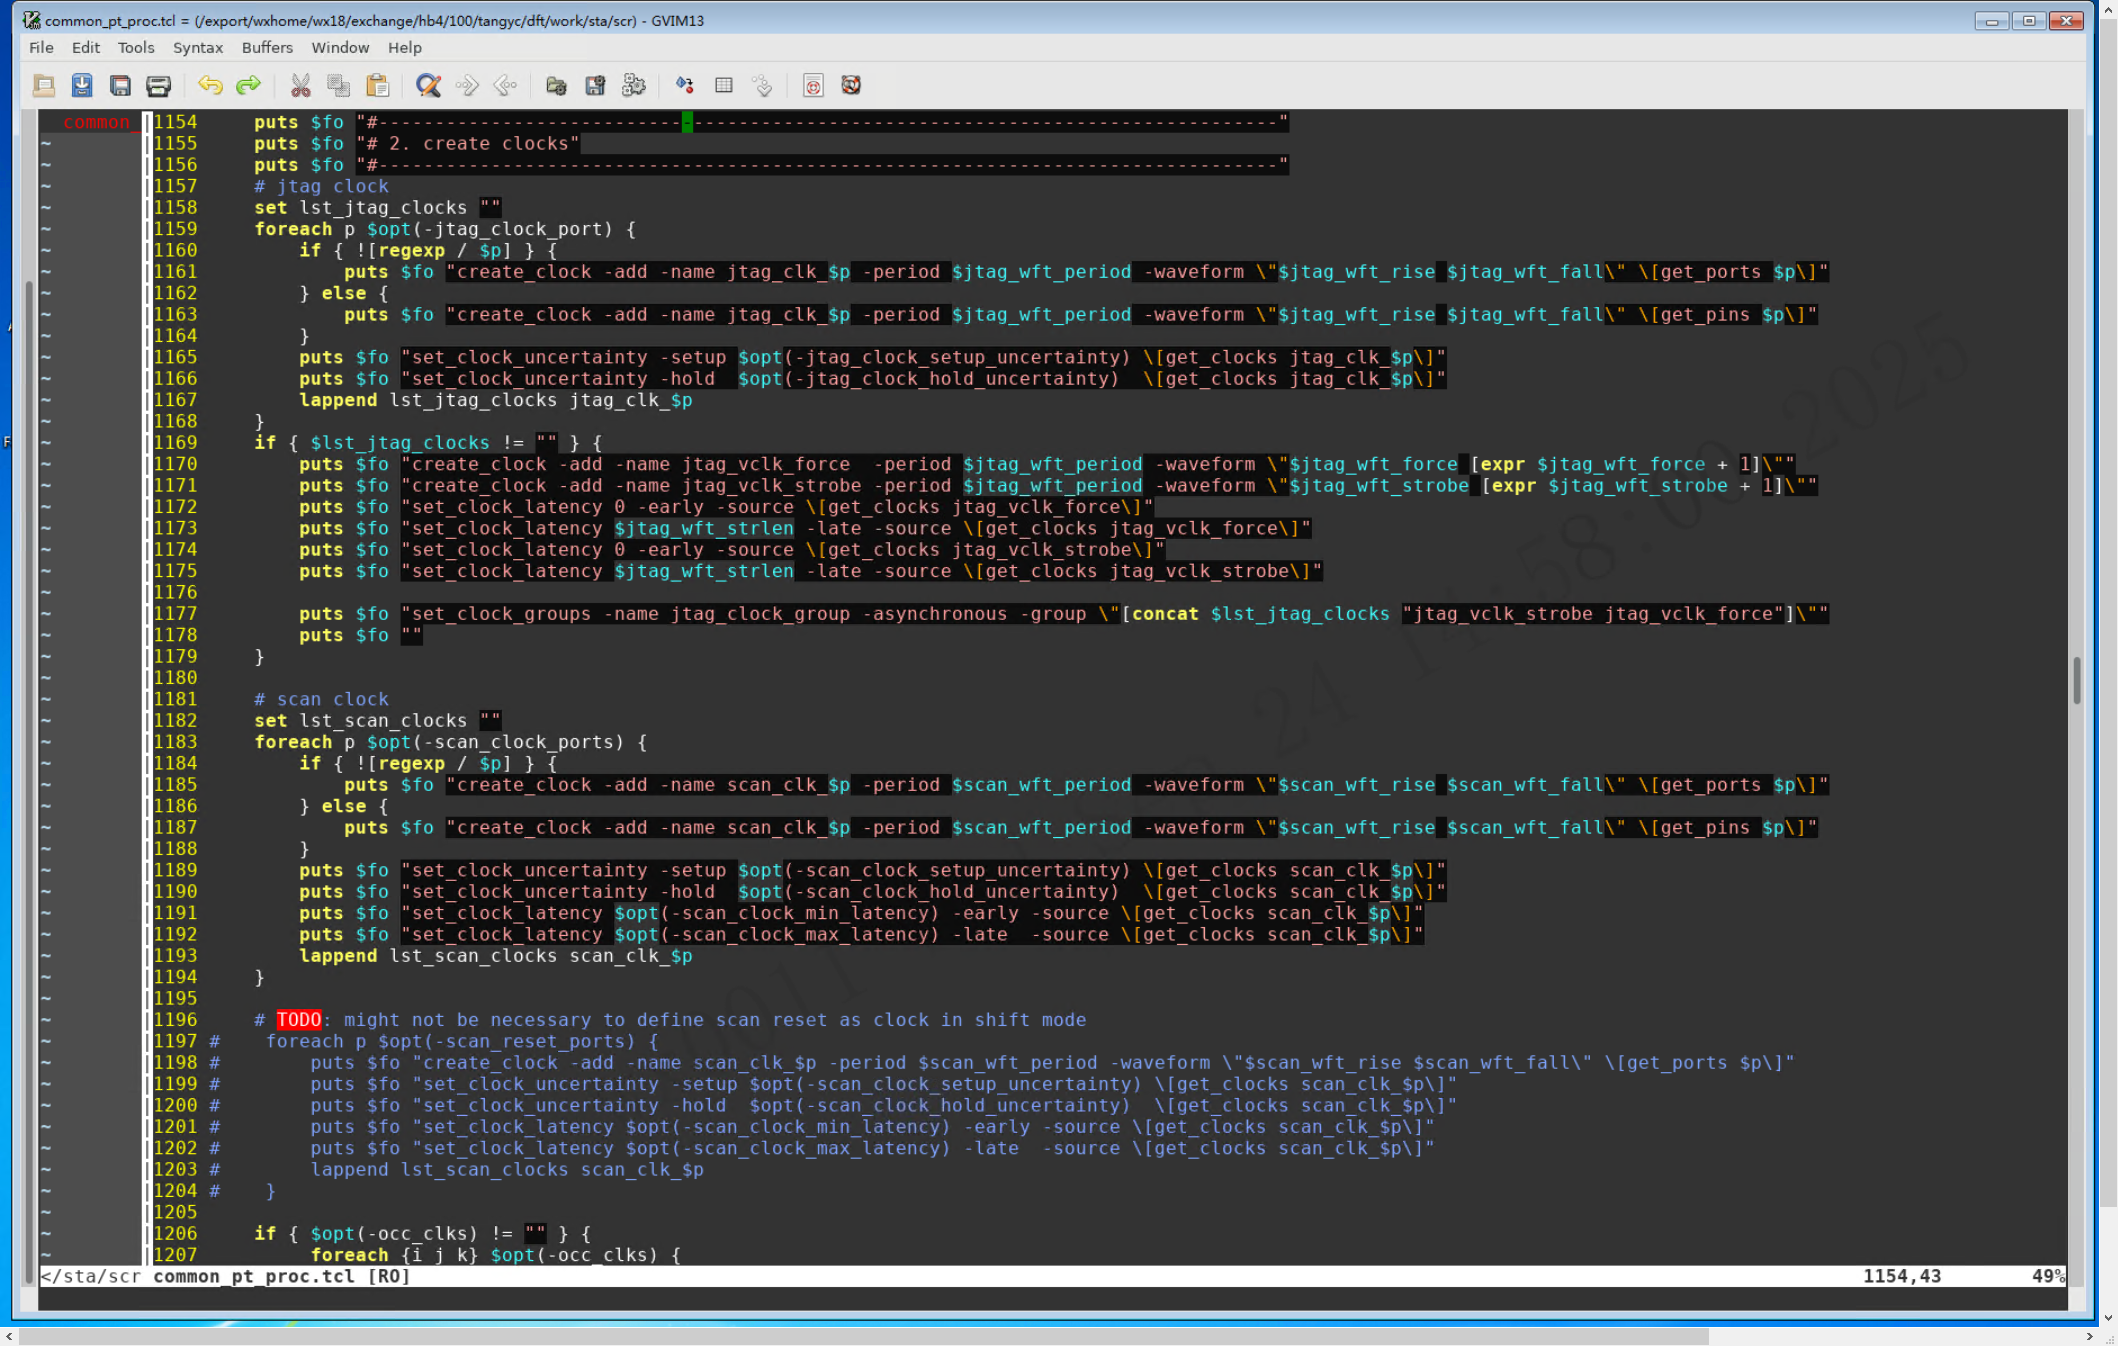 common_pt_proc.tcl = (/export/wxhome/wx18/exchange/hb4/100/tangyc/dft/work/sta/scr) - GVIM13
File Edit Tools Syntax Buffers Window Help
common_
1154     puts $fo "#--------------------------------------------------------------------------------"
1155     puts $fo "# 2. create clocks"
1156     puts $fo "#--------------------------------------------------------------------------------"
1157     # jtag clock
1158     set lst_jtag_clocks ""
1159     foreach p $opt(-jtag_clock_port) {
1160         if { ![regexp / $p] } {
1161             puts $fo "create_clock -add -name jtag_clk_$p -period $jtag_wft_period -waveform \"$jtag_wft_rise $jtag_wft_fall\" \[get_ports $p\]"
1162         } else {
1163             puts $fo "create_clock -add -name jtag_clk_$p -period $jtag_wft_period -waveform \"$jtag_wft_rise $jtag_wft_fall\" \[get_pins $p\]"
1164         }
1165         puts $fo "set_clock_uncertainty -setup $opt(-jtag_clock_setup_uncertainty) \[get_clocks jtag_clk_$p\]"
1166         puts $fo "set_clock_uncertainty -hold  $opt(-jtag_clock_hold_uncertainty)  \[get_clocks jtag_clk_$p\]"
1167         lappend lst_jtag_clocks jtag_clk_$p
1168     }
1169     if { $lst_jtag_clocks != "" } {
1170         puts $fo "create_clock -add -name jtag_vclk_force  -period $jtag_wft_period -waveform \"$jtag_wft_force [expr $jtag_wft_force + 1]\""
1171         puts $fo "create_clock -add -name jtag_vclk_strobe -period $jtag_wft_period -waveform \"$jtag_wft_strobe [expr $jtag_wft_strobe + 1]\""
1172         puts $fo "set_clock_latency 0 -early -source \[get_clocks jtag_vclk_force\]"
1173         puts $fo "set_clock_latency $jtag_wft_strlen -late -source \[get_clocks jtag_vclk_force\]"
1174         puts $fo "set_clock_latency 0 -early -source \[get_clocks jtag_vclk_strobe\]"
1175         puts $fo "set_clock_latency $jtag_wft_strlen -late -source \[get_clocks jtag_vclk_strobe\]"
1176
1177         puts $fo "set_clock_groups -name jtag_clock_group -asynchronous -group \"[concat $lst_jtag_clocks "jtag_vclk_strobe jtag_vclk_force"]\""
1178         puts $fo ""
1179     }
1180
1181     # scan clock
1182     set lst_scan_clocks ""
1183     foreach p $opt(-scan_clock_ports) {
1184         if { ![regexp / $p] } {
1185             puts $fo "create_clock -add -name scan_clk_$p -period $scan_wft_period -waveform \"$scan_wft_rise $scan_wft_fall\" \[get_ports $p\]"
1186         } else {
1187             puts $fo "create_clock -add -name scan_clk_$p -period $scan_wft_period -waveform \"$scan_wft_rise $scan_wft_fall\" \[get_pins $p\]"
1188         }
1189         puts $fo "set_clock_uncertainty -setup $opt(-scan_clock_setup_uncertainty) \[get_clocks scan_clk_$p\]"
1190         puts $fo "set_clock_uncertainty -hold  $opt(-scan_clock_hold_uncertainty)  \[get_clocks scan_clk_$p\]"
1191         puts $fo "set_clock_latency $opt(-scan_clock_min_latency) -early -source \[get_clocks scan_clk_$p\]"
1192         puts $fo "set_clock_latency $opt(-scan_clock_max_latency) -late  -source \[get_clocks scan_clk_$p\]"
1193         lappend lst_scan_clocks scan_clk_$p
1194     }
1195
1196     # TODO: might not be necessary to define scan reset as clock in shift mode
1197 #    foreach p $opt(-scan_reset_ports) {
1198 #        puts $fo "create_clock -add -name scan_clk_$p -period $scan_wft_period -waveform \"$scan_wft_rise $scan_wft_fall\" \[get_ports $p\]"
1199 #        puts $fo "set_clock_uncertainty -setup $opt(-scan_clock_setup_uncertainty) \[get_clocks scan_clk_$p\]"
1200 #        puts $fo "set_clock_uncertainty -hold  $opt(-scan_clock_hold_uncertainty)  \[get_clocks scan_clk_$p\]"
1201 #        puts $fo "set_clock_latency $opt(-scan_clock_min_latency) -early -source \[get_clocks scan_clk_$p\]"
1202 #        puts $fo "set_clock_latency $opt(-scan_clock_max_latency) -late  -source \[get_clocks scan_clk_$p\]"
1203 #        lappend lst_scan_clocks scan_clk_$p
1204 #    }
1205
1206     if { $opt(-occ_clks) != "" } {
1207          foreach {i j k} $opt(-occ_clks) {
</sta/scr common_pt_proc.tcl [RO] 1154,43 49%